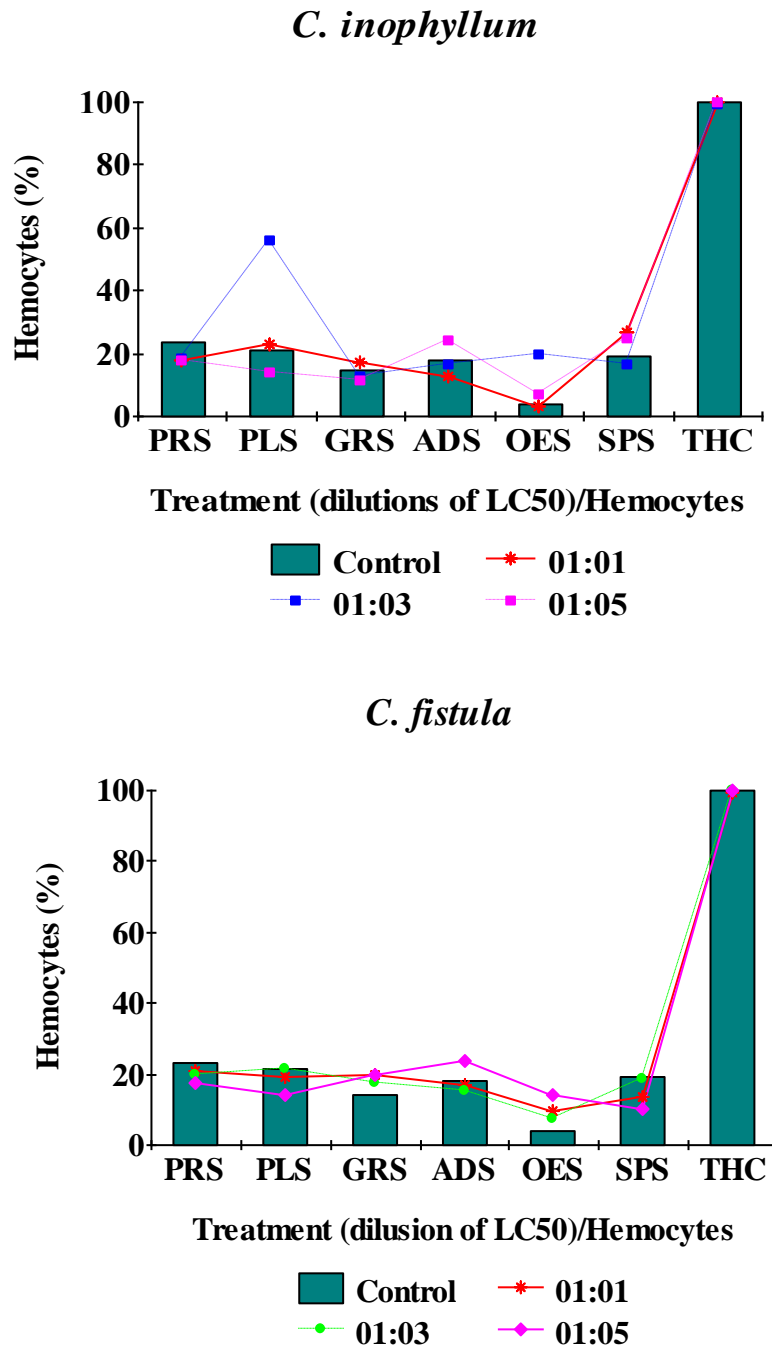 C. inophyllum
Hemocytes (%)
100
80
60
40
20
0
PRS PLS GRS ADS OES SPS THC
Treatment (dilutions of LC50)/Hemocytes
Control 01:01
01:03 01:05
C. fistula
Hemocytes (%)
100
80
60
40
20
0
PRS PLS GRS ADS OES SPS THC
Treatment (dilusion of LC50)/Hemocytes
Control 01:01
01:03 01:05